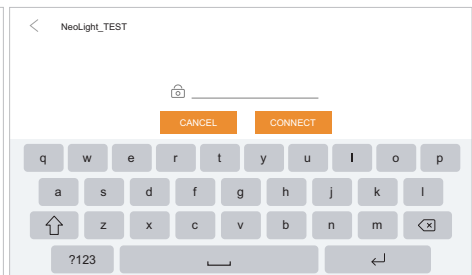 NeoLight_TEST
CANCEL CONNECT
q w e r t y u I o p
a s d f g h j k l
z x c v b n m
?123